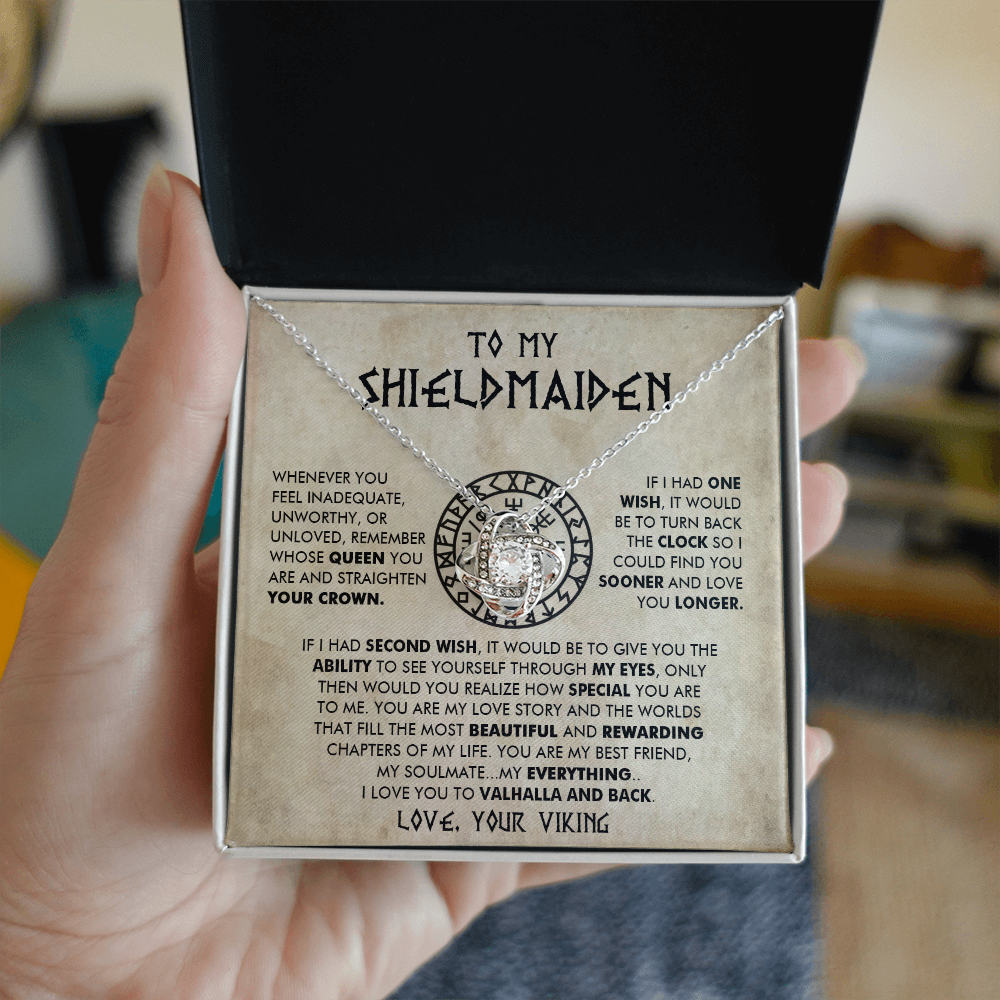 TO MY
SHIELDMAIDEN
WHENEVER YOU
FEEL INADEQUATE,
UNWORTHY, OR
UNLOVED, REMEMBER
WHOSE QUEEN YOU
ARE AND STRAIGHTEN
YOUR CROWN.
IF I HAD ONE
WISH, IT WOULD
BE TO TURN BACK
THE CLOCK SO I
COULD FIND YOU
SOONER AND LOVE
YOU LONGER.
IF I HAD SECOND WISH, IT WOULD BE TO GIVE YOU THE
ABILITY TO SEE YOURSELF THROUGH MY EYES, ONLY
THEN WOULD YOU REALIZE HOW SPECIAL YOU ARE
TO ME. YOU ARE MY LOVE STORY AND THE WORLDS
THAT FILL THE MOST BEAUTIFUL AND REWARDING
CHAPTERS OF MY LIFE. YOU ARE MY BEST FRIEND,
MY SOULMATE...MY EVERYTHING..
I LOVE YOU TO VALHALLA AND BACK.
LOVE, YOUR VIKING